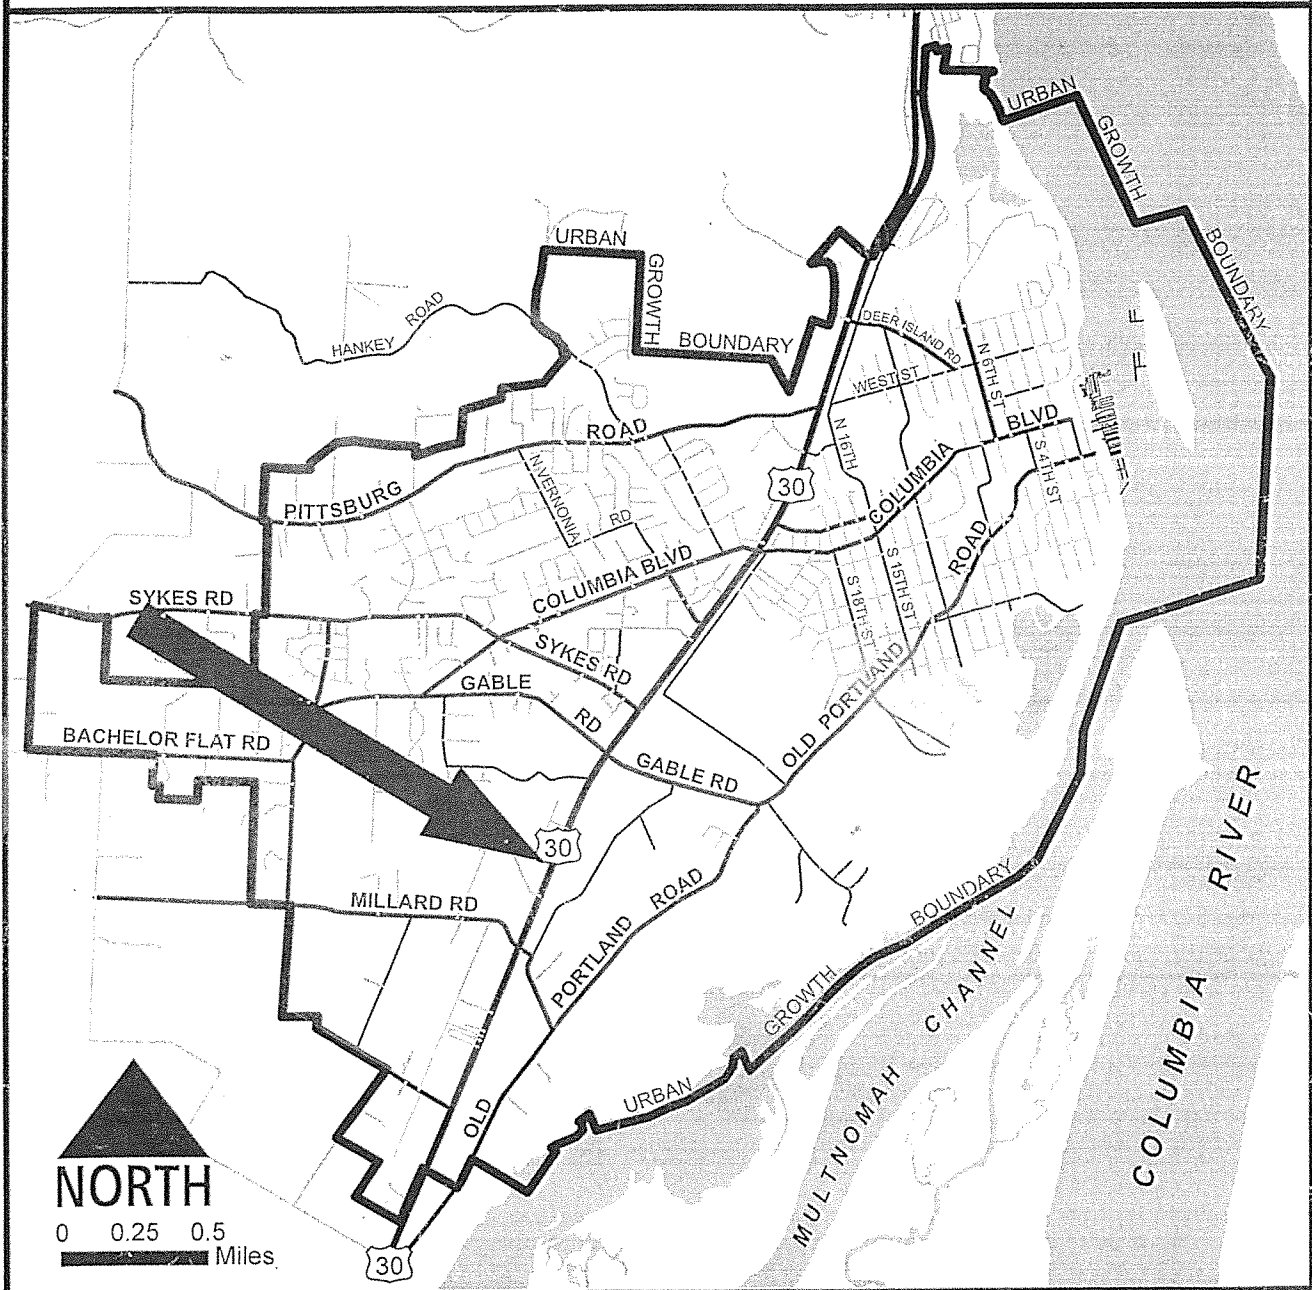 URBAN
GROWTH
BOUNDARY
URBAN
GROWTH
BOUNDARY
HANKEY ROAD
DEER ISLAND RD
WEST ST
N 6TH ST
PITTSBURG ROAD
N VERNONIA RD
N 16TH
30
COLUMBIA BLVD
S 4TH ST
COLUMBIA BLVD
S 15TH ST
S 18TH ST
SYKES RD
SYKES RD
GABLE RD
GABLE RD
BACHELOR FLAT RD
OLD PORTLAND ROAD
30
MILLARD RD
OLD PORTLAND ROAD
URBAN GROWTH BOUNDARY
MULTNOMAH CHANNEL
COLUMBIA RIVER
NORTH
0 0.25 0.5
Miles
30